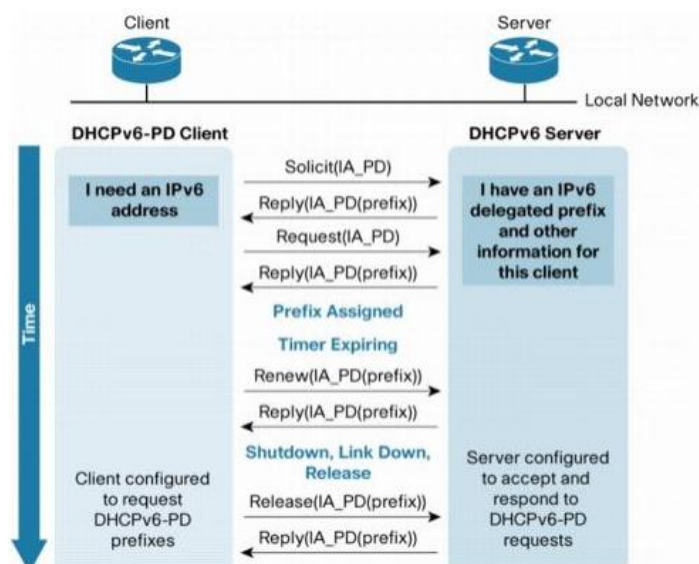 Client
Server
Local Network
DHCPv6-PD Client
DHCPv6 Server
Time
I need an IPv6
address
Solicit(IA_PD)
Reply(IA_PD(prefix))
Request(IA_PD)
Reply(IA_PD(prefix))
I have an IPv6
delegated prefix
and other
information for
this client
Prefix Assigned
Timer Expiring
Renew(IA_PD(prefix))
Reply(IA_PD(prefix))
Shutdown, Link Down,
Release
Release(IA_PD(prefix))
Reply(IA_PD(prefix))
Client configured
to request
DHCPv6-PD
prefixes
Server configured
to accept and
respond to
DHCPv6-PD
requests